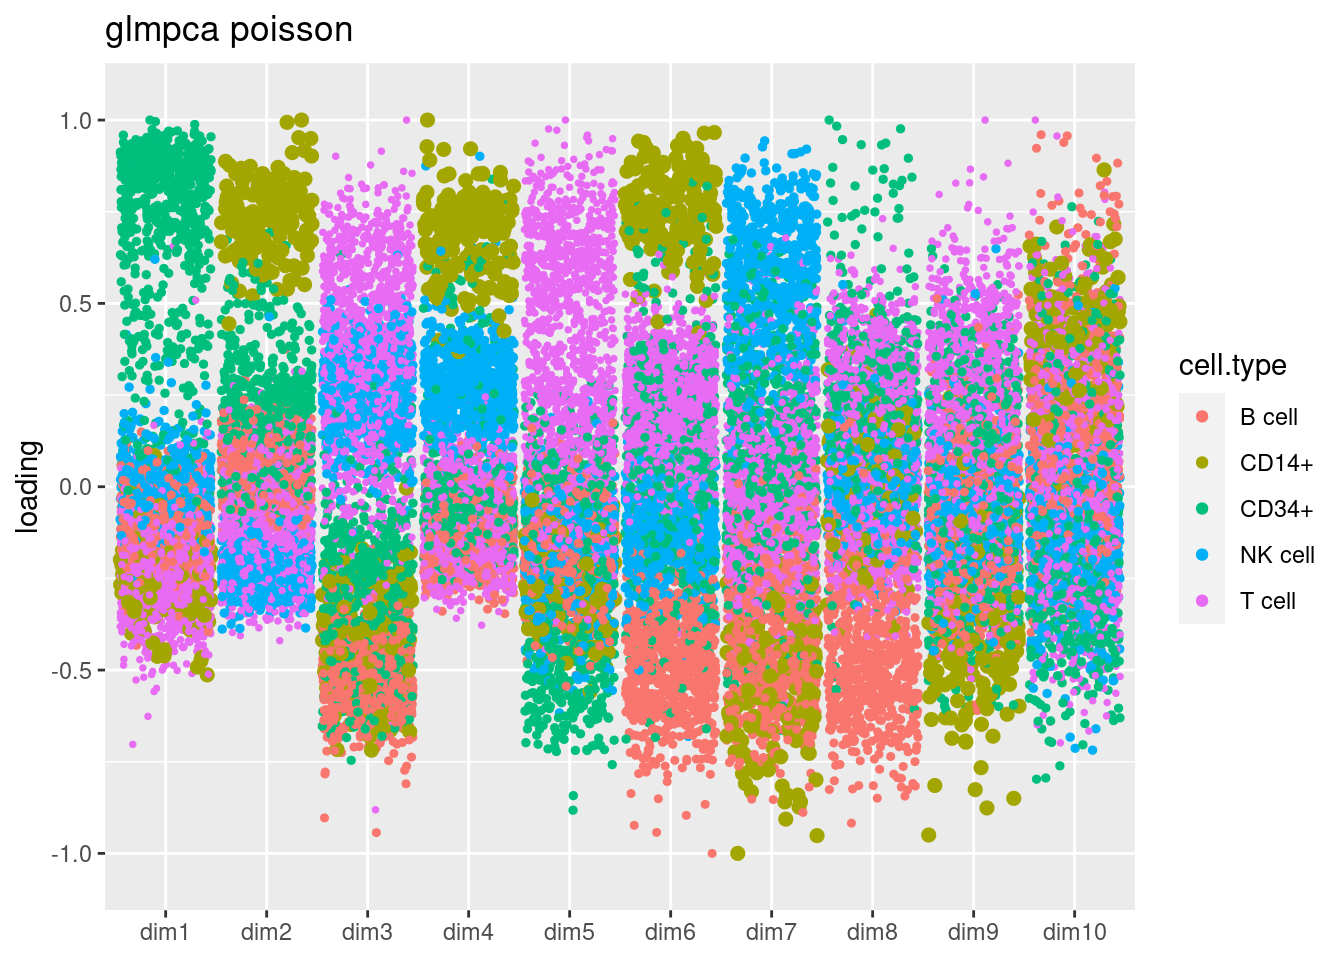 glmpca poisson
loading
1.0
0.5
0.0
-0.5
-1.0
dim1 dim2 dim3 dim4 dim5 dim6 dim7 dim8 dim9 dim10
cell.type
B cell
CD14+
CD34+
NK cell
T cell